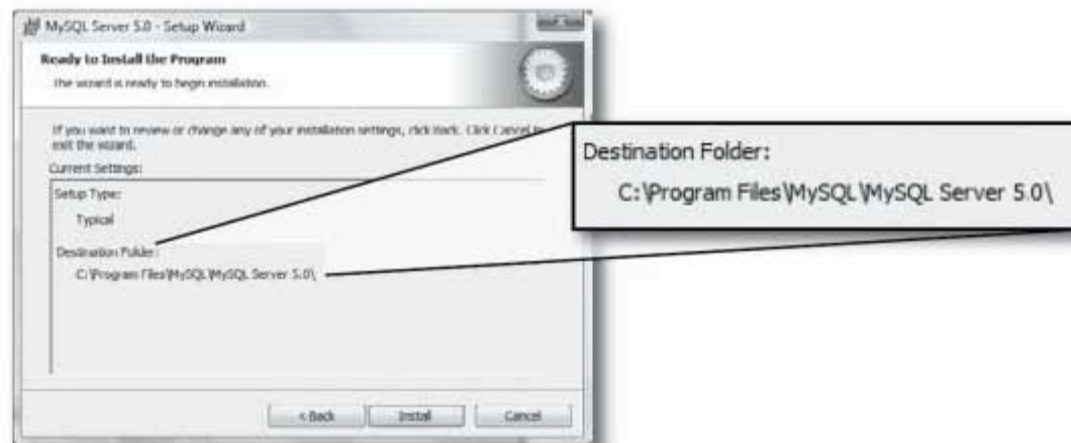 MySQL Server 5.0 - Setup Wizard
Ready to Install the Program
The wizard is ready to begin installation.
If you want to review or change any of your installation settings, click Back. Click Cancel to
exit the wizard.
Current Settings:
Setup Type:
Typical
Destination Folder:
C:\Program Files\MySQL\MySQL Server 5.0\
< Back
Install
Cancel
Destination Folder:
C:\Program Files\MySQL\MySQL Server 5.0\